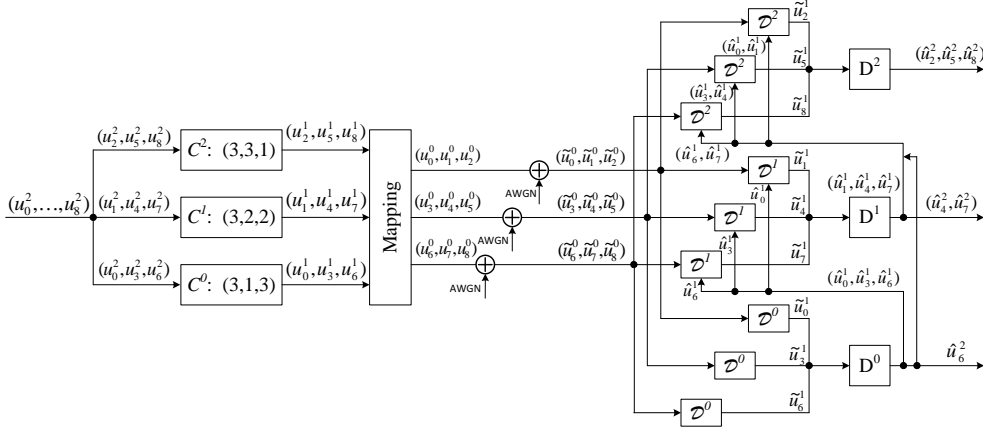 (u_0^2,…,u_8^2)
(u_2^2,u_5^2,u_8^2)
C^2: (3,3,1)
(u_2^1,u_5^1,u_8^1)
(u_1^2,u_4^2,u_7^2)
C^1: (3,2,2)
(u_1^1,u_4^1,u_7^1)
(u_0^2,u_3^2,u_6^2)
C^0: (3,1,3)
(u_0^1,u_3^1,u_6^1)
Mapping
(u_0^0,u_1^0,u_2^0)
AWGN
(ũ_0^0,ũ_1^0,ũ_2^0)
(u_3^0,u_4^0,u_5^0)
AWGN
(ũ_3^0,ũ_4^0,ũ_5^0)
(u_6^0,u_7^0,u_8^0)
AWGN
(ũ_6^0,ũ_7^0,ũ_8^0)
𝒟^2
ũ_2^1
(û_0^1,û_1^1)
𝒟^2
ũ_5^1
(û_3^1,û_4^1)
𝒟^2
ũ_8^1
(û_6^1,û_7^1)
D^2
(û_2^2,û_5^2,û_8^2)
𝒟^1
ũ_1^1
û_0^1
𝒟^1
ũ_4^1
û_3^1
𝒟^1
ũ_7^1
û_6^1
(û_1^1,û_4^1,û_7^1)
D^1
(û_4^2,û_7^2)
(û_0^1,û_3^1,û_6^1)
𝒟^0
ũ_0^1
𝒟^0
ũ_3^1
𝒟^0
ũ_6^1
D^0
û_6^2